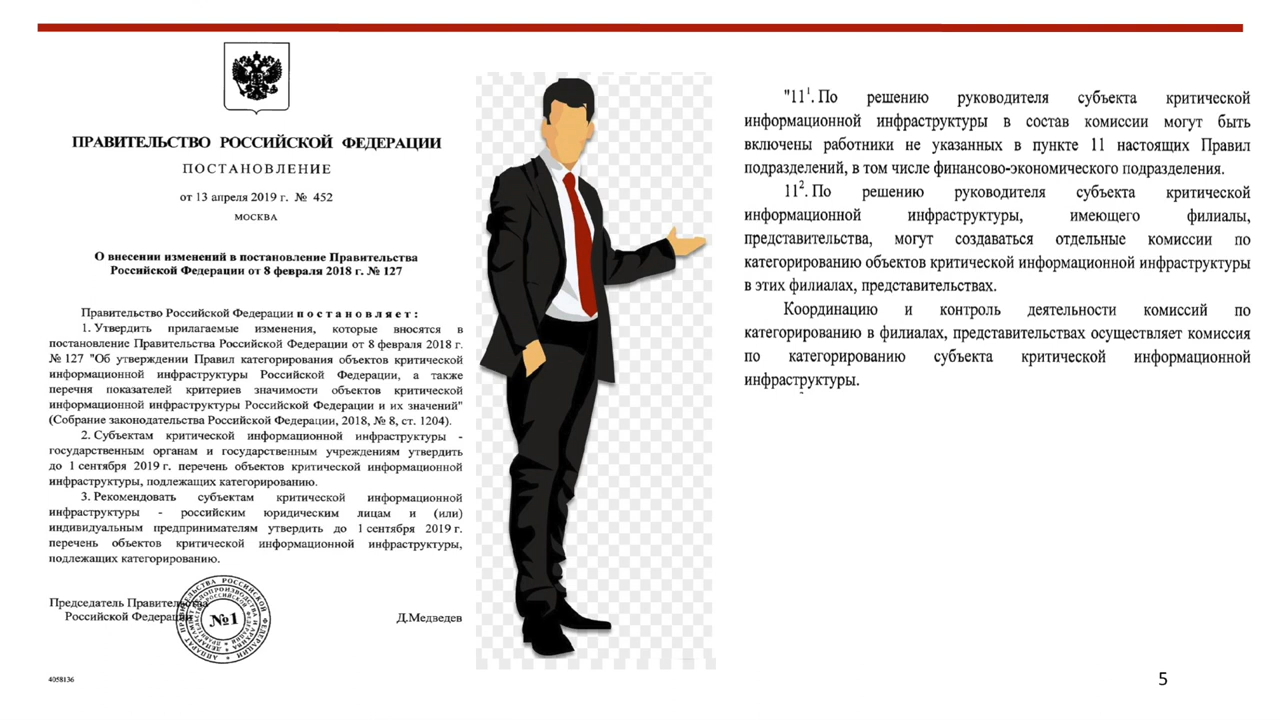 ПРАВИТЕЛЬСТВО РОССИЙСКОЙ ФЕДЕРАЦИИ
ПОСТАНОВЛЕНИЕ
от 13 апреля 2019 г. № 452
МОСКВА
О внесении изменений в постановление Правительства
Российской Федерации от 8 февраля 2018 г. № 127
Правительство Российской Федерации постановляет:
1. Утвердить прилагаемые изменения, которые вносятся в
постановление Правительства Российской Федерации от 8 февраля 2018 г.
№ 127 "Об утверждении Правил категорирования объектов критической
информационной инфраструктуры Российской Федерации, а также
перечня показателей критериев значимости объектов критической
информационной инфраструктуры Российской Федерации и их значений"
(Собрание законодательства Российской Федерации, 2018, № 8, ст. 1204).
2. Субъектам критической информационной инфраструктуры -
государственным органам и государственным учреждениям утвердить
до 1 сентября 2019 г. перечень объектов критической информационной
инфраструктуры, подлежащих категорированию.
3. Рекомендовать субъектам критической информационной
инфраструктуры - российским юридическим лицам и (или)
индивидуальным предпринимателям утвердить до 1 сентября 2019 г.
перечень объектов критической информационной инфраструктуры,
подлежащих категорированию.
Председатель Правительства
Российской Федерации
Д.Медведев
№1
4058136
"11¹. По решению руководителя субъекта критической
информационной инфраструктуры в состав комиссии могут быть
включены работники не указанных в пункте 11 настоящих Правил
подразделений, в том числе финансово-экономического подразделения.
11². По решению руководителя субъекта критической
информационной инфраструктуры, имеющего филиалы,
представительства, могут создаваться отдельные комиссии по
категорированию объектов критической информационной инфраструктуры
в этих филиалах, представительствах.
Координацию и контроль деятельности комиссий по
категорированию в филиалах, представительствах осуществляет комиссия
по категорированию субъекта критической информационной
инфраструктуры.
5